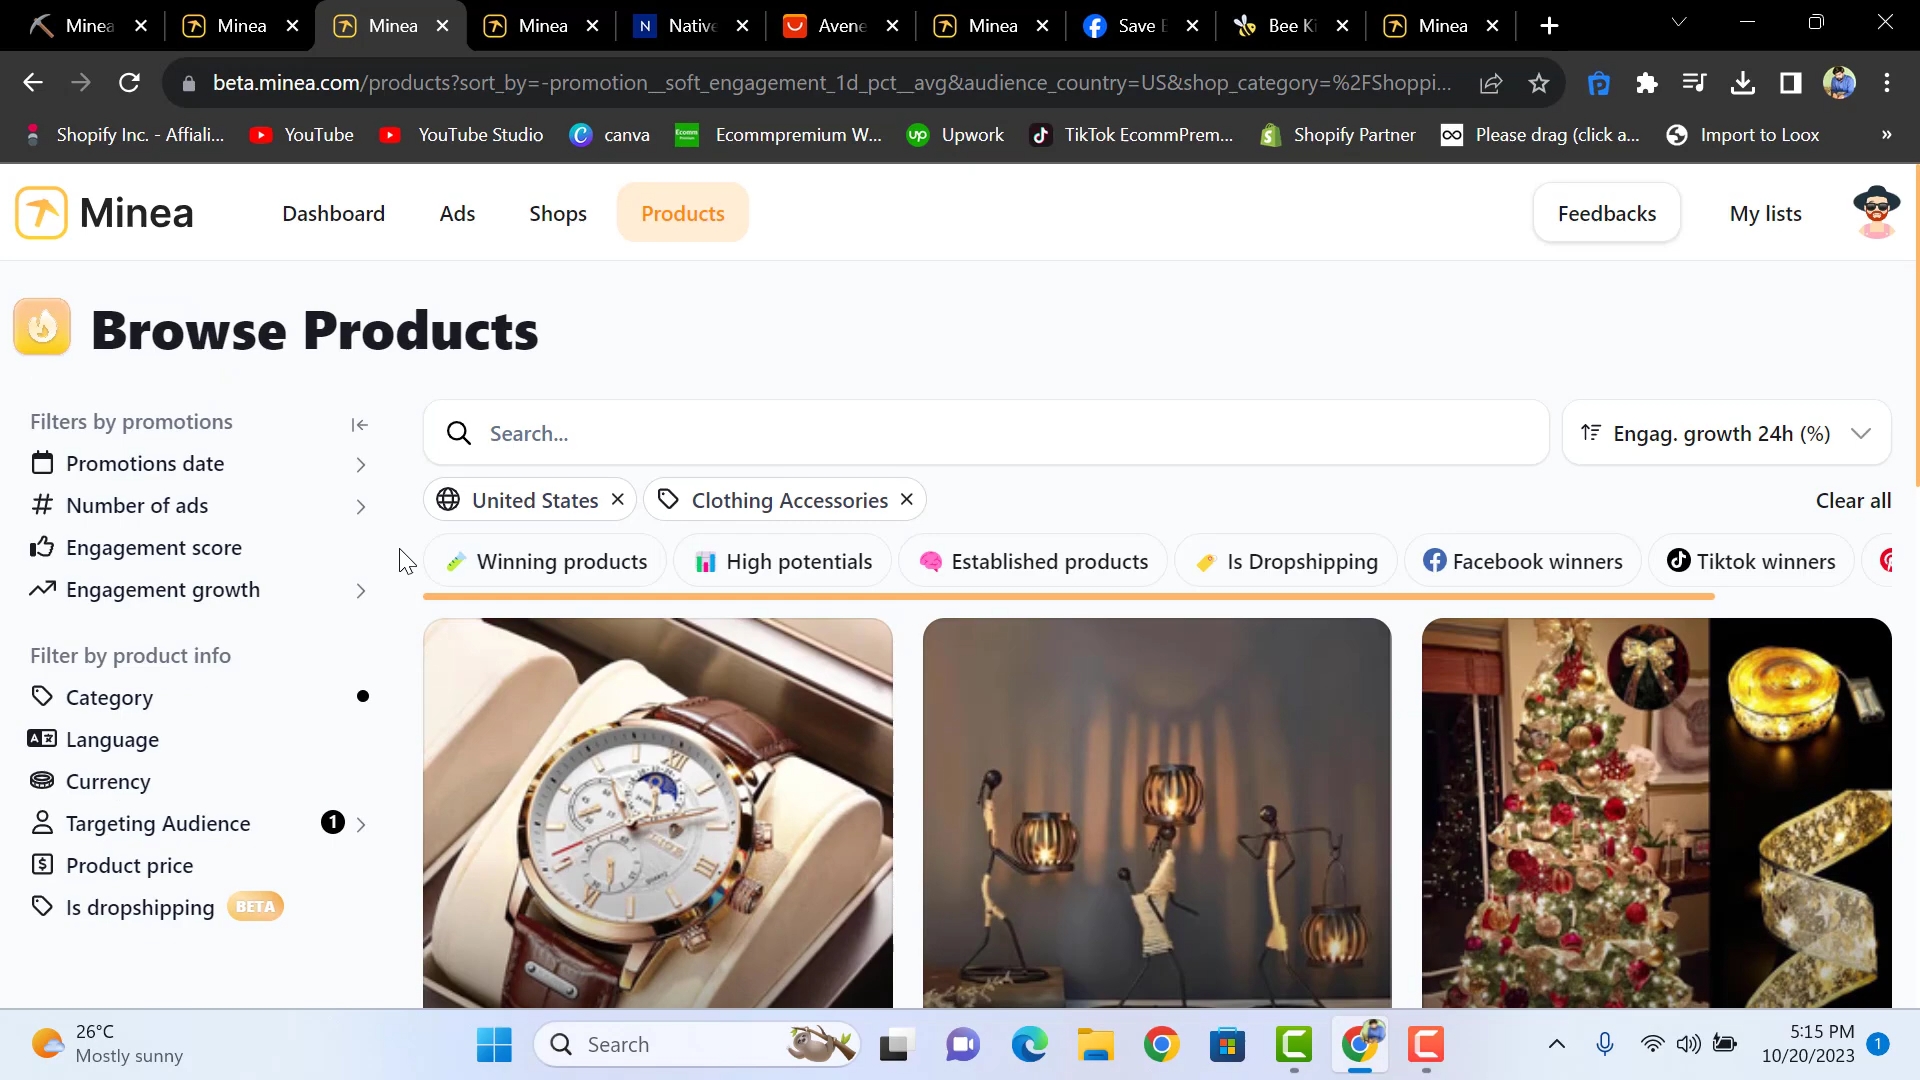 Minea
Minea
Minea
Minea
Native
Avene
Minea
Save E
Bee Ki
Minea
beta.minea.com/products?sort_by=-promotion__soft_engagement_1d_pct__avg&audience_country=US&shop_category=%2FShoppi...
Shopify Inc. - Affiali...
YouTube
YouTube Studio
canva
Ecommpremium W...
Upwork
TikTok EcommPrem...
Shopify Partner
Please drag (click a...
Import to Loox
»
Minea
Dashboard
Ads
Shops
Products
Feedbacks
My lists
Browse Products
Filters by promotions
Promotions date
Number of ads
Engagement score
Engagement growth
Filter by product info
Category
Language
Currency
Targeting Audience 1
Product price
Is dropshipping BETA
Search...
Engag. growth 24h (%)
United States
Clothing Accessories
Clear all
Winning products
High potentials
Established products
Is Dropshipping
Facebook winners
Tiktok winners
26°C
Mostly sunny
Search
5:15 PM
10/20/2023
1